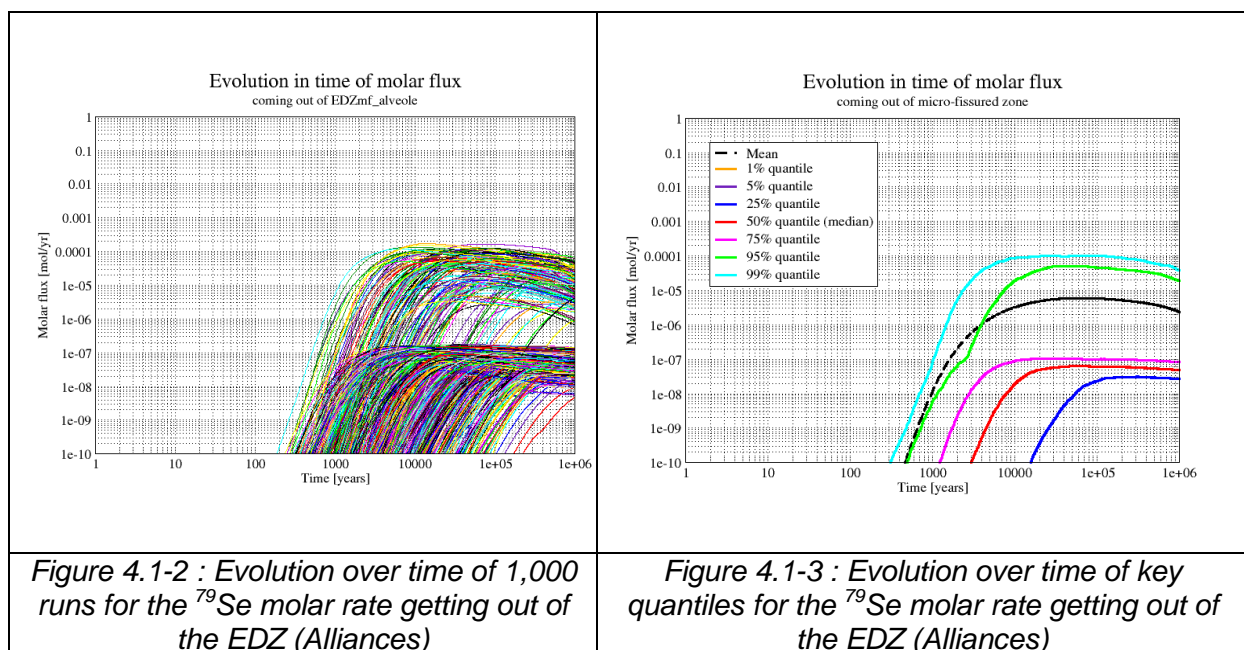 Evolution in time of molar flux
coming out of EDZmf_alveole
1
0.1
0.01
0.001
0.0001
1e-05
1e-06
1e-07
1e-08
1e-09
1e-10
Molar flux [mol/yr]
1 10 100 1000 10000 1e+05 1e+06
Time [years]
Figure 4.1-2 : Evolution over time of 1,000
runs for the ⁷⁹Se molar rate getting out of
the EDZ (Alliances)
Evolution in time of molar flux
coming out of micro-fissured zone
1
0.1
0.01
0.001
0.0001
1e-05
1e-06
1e-07
1e-08
1e-09
1e-10
Molar flux [mol/yr]
Mean
1% quantile
5% quantile
25% quantile
50% quantile (median)
75% quantile
95% quantile
99% quantile
1 10 100 1000 10000 1e+05 1e+06
Time [years]
Figure 4.1-3 : Evolution over time of key
quantiles for the ⁷⁹Se molar rate getting out of
the EDZ (Alliances)